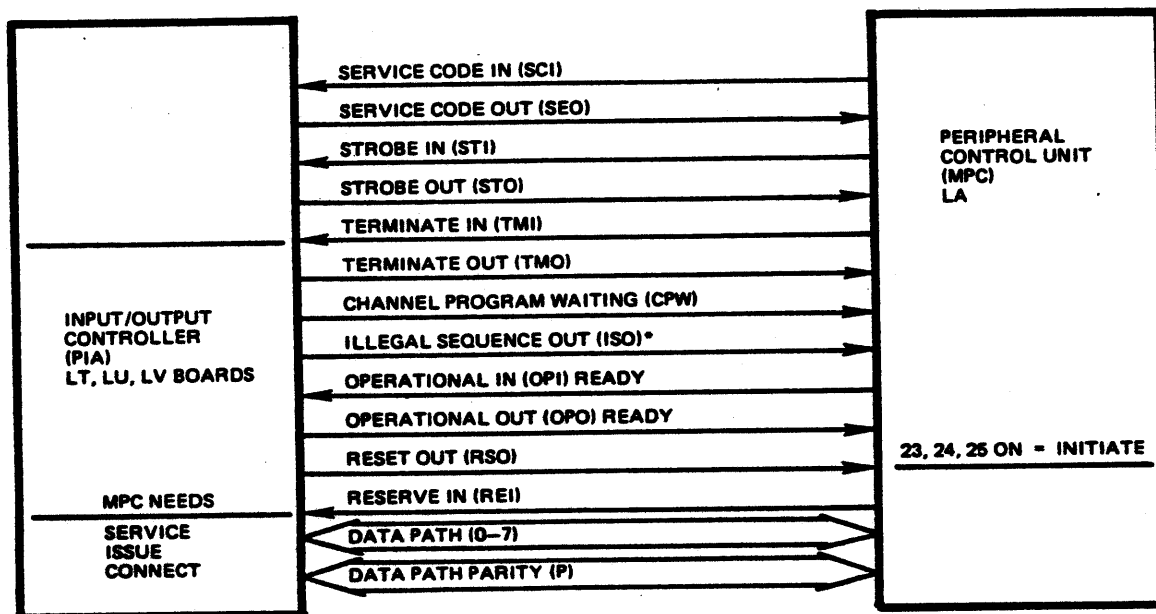 SERVICE CODE IN (SCI)
SERVICE CODE OUT (SEO)
STROBE IN (STI)
STROBE OUT (STO)
TERMINATE IN (TMI)
TERMINATE OUT (TMO)
CHANNEL PROGRAM WAITING (CPW)
ILLEGAL SEQUENCE OUT (ISO)*
OPERATIONAL IN (OPI) READY
OPERATIONAL OUT (OPO) READY
RESET OUT (RSO)
RESERVE IN (REI)
DATA PATH (0–7)
DATA PATH PARITY (P)
INPUT/OUTPUT
CONTROLLER
(PIA)
LT, LU, LV BOARDS
MPC NEEDS
SERVICE
ISSUE
CONNECT
PERIPHERAL
CONTROL UNIT
(MPC)
LA
23, 24, 25 ON = INITIATE